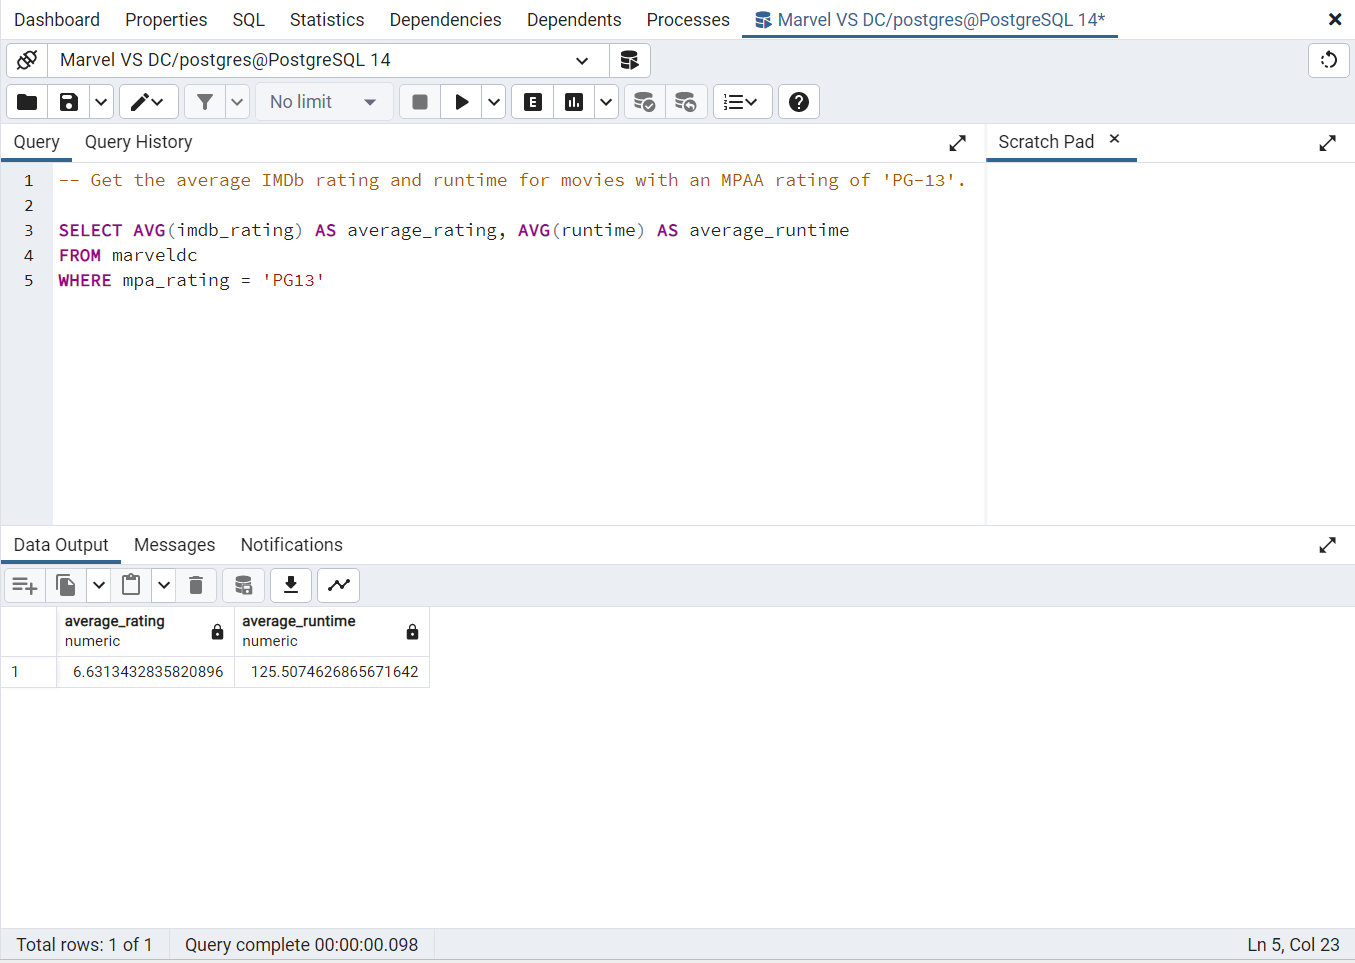 Dashboard Properties SQL Statistics Dependencies Dependents Processes Marvel VS DC/postgres@PostgreSQL 14*
Marvel VS DC/postgres@PostgreSQL 14
No limit E
Query Query History Scratch Pad
1 -- Get the average IMDb rating and runtime for movies with an MPAA rating of 'PG-13'.
2
3 SELECT AVG(imdb_rating) AS average_rating, AVG(runtime) AS average_runtime
4 FROM marveldc
5 WHERE mpa_rating = 'PG13'
Data Output Messages Notifications
average_rating average_runtime
numeric numeric
1 6.6313432835820896 125.5074626865671642
Total rows: 1 of 1 Query complete 00:00:00.098 Ln 5, Col 23